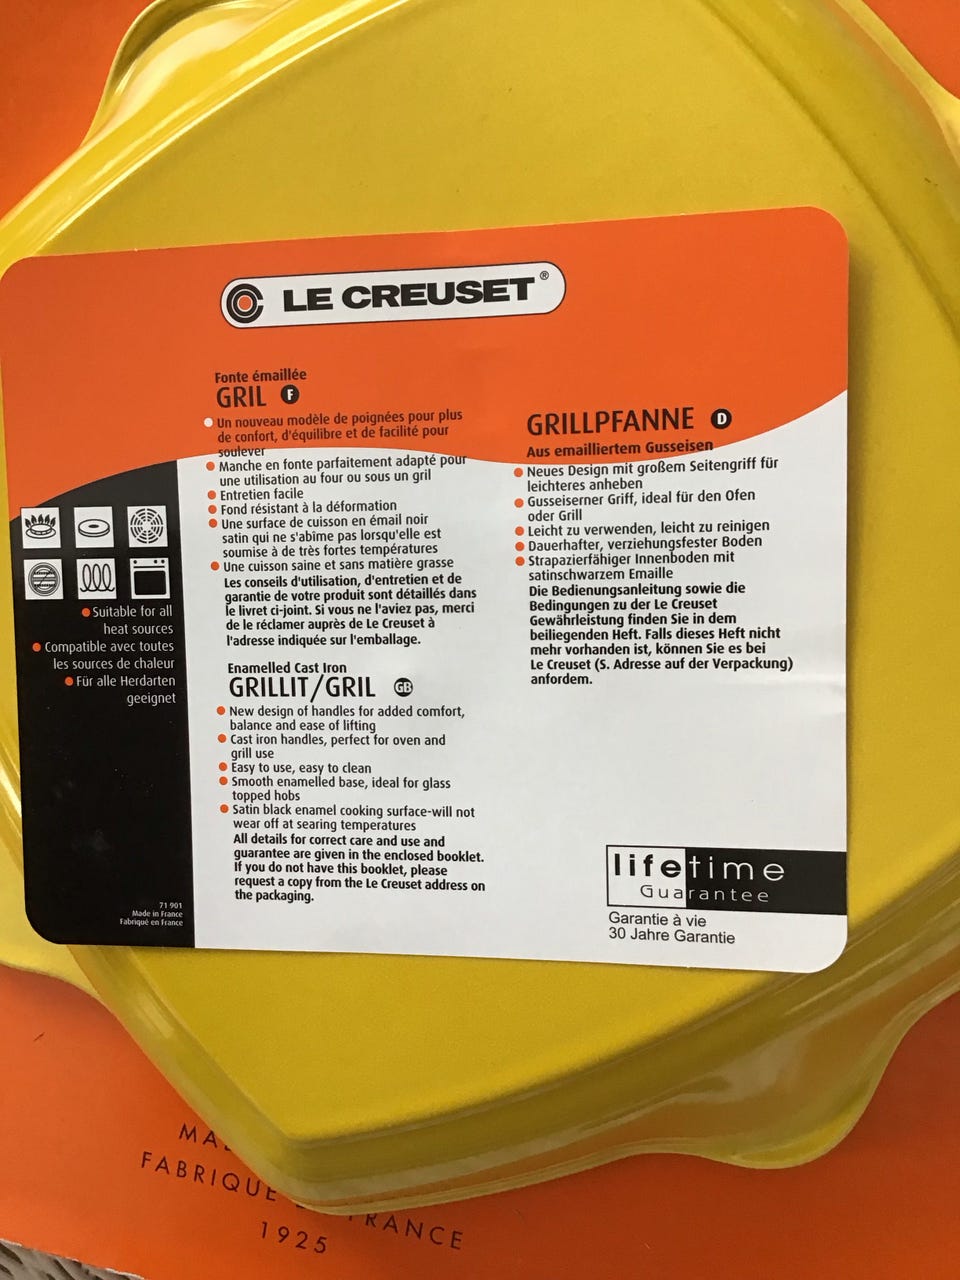 LE CREUSET®
Fonte émaillée
GRIL F
Un nouveau modèle de poignées pour plus
de confort, d'équilibre et de facilité pour
soulever
Manche en fonte parfaitement adapté pour
une utilisation au four ou sous un gril
Entretien facile
Fond résistant à la déformation
Une surface de cuisson en émail noir
satin qui ne s'abîme pas lorsqu'elle est
soumise à de très fortes températures
Une cuisson saine et sans matière grasse
Les conseils d'utilisation, d'entretien et de
garantie de votre produit sont détaillés dans
le livret ci-joint. Si vous ne l'aviez pas, merci
de le réclamer auprès de Le Creuset à
l'adresse indiquée sur l'emballage.
Enamelled Cast Iron
GRILLIT/GRIL GB
New design of handles for added comfort,
balance and ease of lifting
Cast iron handles, perfect for oven and
grill use
Easy to use, easy to clean
Smooth enamelled base, ideal for glass
topped hobs
Satin black enamel cooking surface-will not
wear off at searing temperatures
All details for correct care and use and
guarantee are given in the enclosed booklet.
If you do not have this booklet, please
request a copy from the Le Creuset address on
the packaging.
GRILLPFANNE D
Aus emailliertem Gusseisen
Neues Design mit großem Seitengriff für
leichteres anheben
Gusseiserner Griff, ideal für den Ofen
oder Grill
Leicht zu verwenden, leicht zu reinigen
Dauerhafter, verziehungsfester Boden
Strapazierfähiger Innenboden mit
satinschwarzem Emaille
Die Bedienungsanleitung sowie die
Bedingungen zu der Le Creuset
Gewährleistung finden Sie in dem
beiliegenden Heft. Falls dieses Heft nicht
mehr vorhanden ist, können Sie es bei
Le Creuset (S. Adresse auf der Verpackung)
anfordem.
Suitable for all
heat sources
Compatible avec toutes
les sources de chaleur
Für alle Herdarten
geeignet
71 901
Made in France
Fabriqué en France
lifetime
Guarantee
Garantie à vie
30 Jahre Garantie
FABRIQUE FRANCE
1925